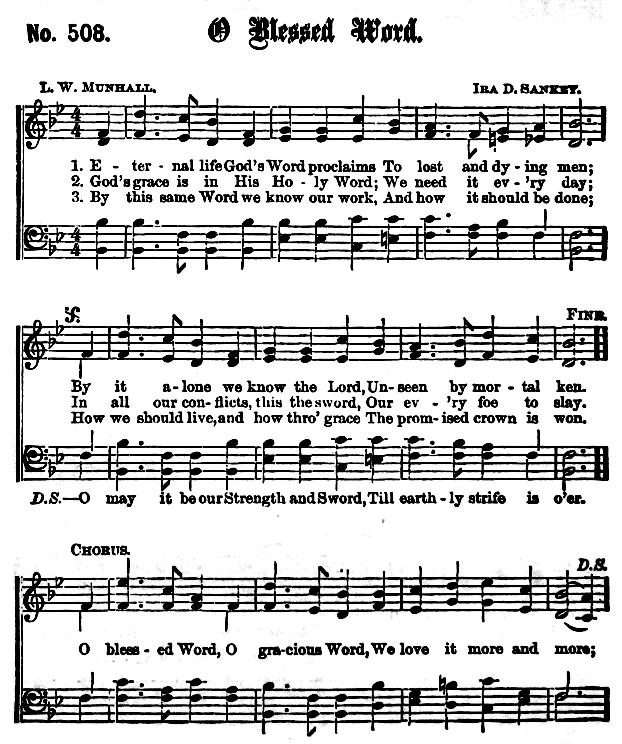 No. 508. O Blessed Word.
L. W. MUNHALL. IRA D. SANKEY.
1. E - ter - nal life God's Word proclaims To lost and dy - ing men;
2. God's grace is in His Ho - ly Word; We need it ev - 'ry day;
3. By this same Word we know our work, And how it should be done;
FINE.
By it a - lone we know the Lord, Un - seen by mor - tal ken.
In all our con - flicts, this the sword, Our ev - 'ry foe to slay.
How we should live, and how thro' grace The prom - ised crown is won.
D.S.—O may it be our Strength and Sword, Till earth - ly strife is o'er.
CHORUS.
D.S.
O bless - ed Word, O gra-cious Word, We love it more and more;